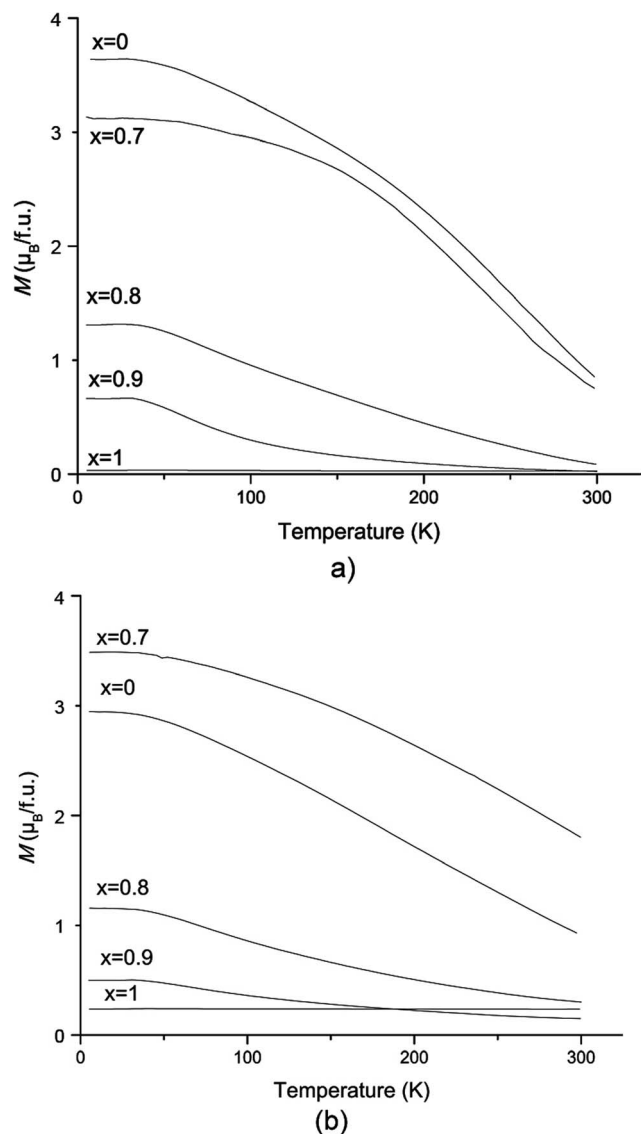 4
x=0
3
x=0.7
M (μB/f.u.)
2
x=0.8
1
x=0.9
x=1
0
0 100 200 300
Temperature (K)
a)
4
x=0.7
x=0
3
M (μB/f.u.)
2
x=0.8
1
x=0.9
x=1
0
0 100 200 300
Temperature (K)
(b)